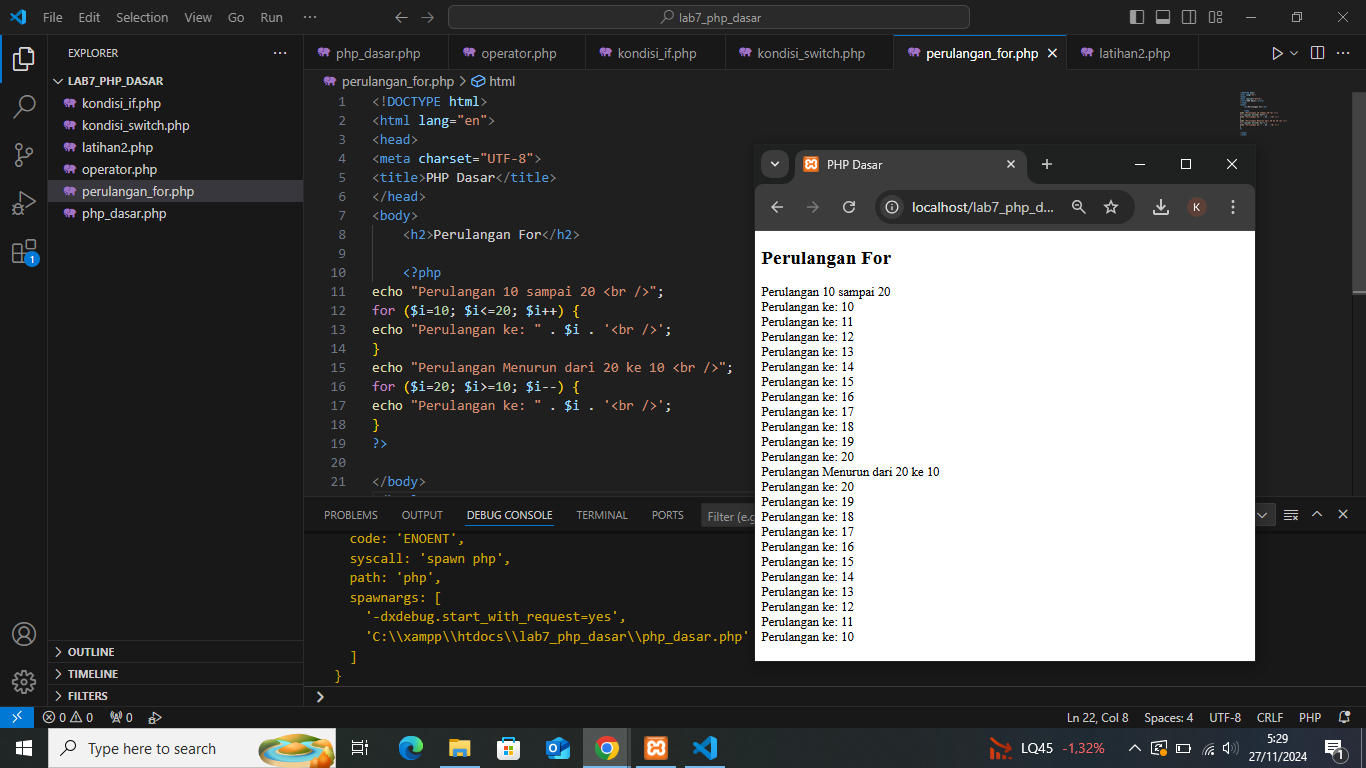 File Edit Selection View Go Run ··· lab7_php_dasar
EXPLORER ···
LAB7_PHP_DASAR
kondisi_if.php
kondisi_switch.php
latihan2.php
operator.php
perulangan_for.php
php_dasar.php
OUTLINE
TIMELINE
FILTERS
1
php_dasar.php operator.php kondisi_if.php kondisi_switch.php perulangan_for.php latihan2.php
perulangan_for.php > html
1 <!DOCTYPE html>
2 <html lang="en">
3 <head>
4 <meta charset="UTF-8">
5 <title>PHP Dasar</title>
6 </head>
7 <body>
8 <h2>Perulangan For</h2>
9
10 <?php
11 echo "Perulangan 10 sampai 20 <br />";
12 for ($i=10; $i<=20; $i++) {
13 echo "Perulangan ke: " . $i . '<br />';
14 }
15 echo "Perulangan Menurun dari 20 ke 10 <br />";
16 for ($i=20; $i>=10; $i--) {
17 echo "Perulangan ke: " . $i . '<br />';
18 }
19 ?>
20
21 </body>
PROBLEMS OUTPUT DEBUG CONSOLE TERMINAL PORTS Filter (e.g
code: 'ENOENT',
syscall: 'spawn php',
path: 'php',
spawnargs: [
'-dxdebug.start_with_request=yes',
'C:\\xampp\\htdocs\\lab7_php_dasar\\php_dasar.php'
]
}
PHP Dasar
localhost/lab7_php_d... K
Perulangan For
Perulangan 10 sampai 20
Perulangan ke: 10
Perulangan ke: 11
Perulangan ke: 12
Perulangan ke: 13
Perulangan ke: 14
Perulangan ke: 15
Perulangan ke: 16
Perulangan ke: 17
Perulangan ke: 18
Perulangan ke: 19
Perulangan ke: 20
Perulangan Menurun dari 20 ke 10
Perulangan ke: 20
Perulangan ke: 19
Perulangan ke: 18
Perulangan ke: 17
Perulangan ke: 16
Perulangan ke: 15
Perulangan ke: 14
Perulangan ke: 13
Perulangan ke: 12
Perulangan ke: 11
Perulangan ke: 10
0 0 0 Ln 22, Col 8 Spaces: 4 UTF-8 CRLF PHP
Type here to search LQ45 -1,32% 5:29
27/11/2024 1